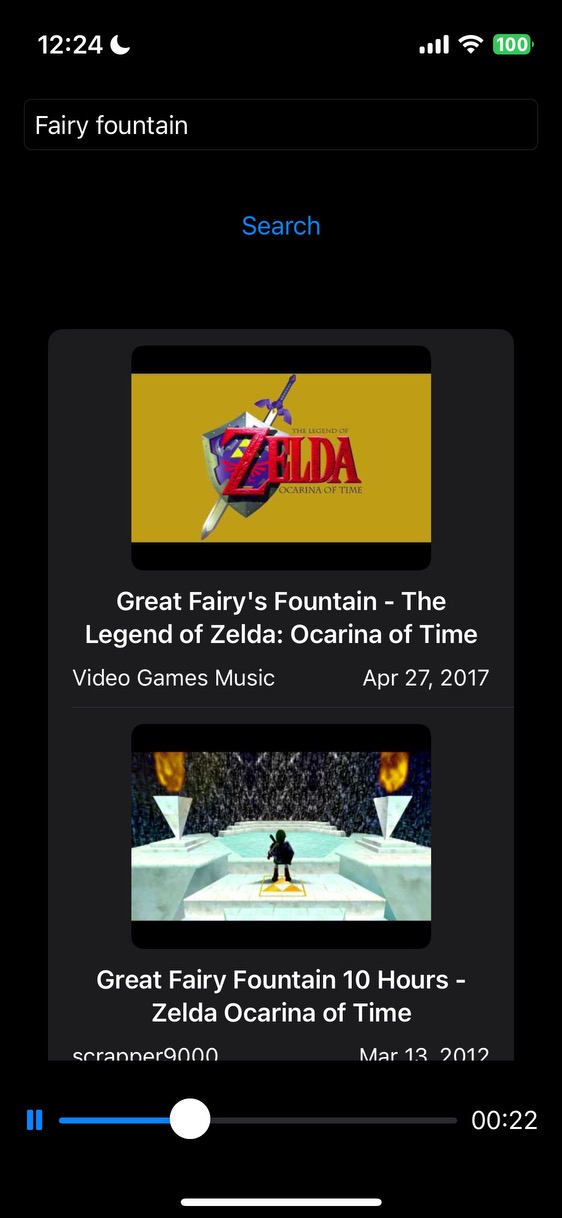 12:24
100
Fairy fountain
Search
THE LEGEND OF
ZELDA
OCARINA OF TIME
Great Fairy's Fountain - The
Legend of Zelda: Ocarina of Time
Video Games Music Apr 27, 2017
Great Fairy Fountain 10 Hours -
Zelda Ocarina of Time
scrapper9000 Mar 13, 2012
00:22